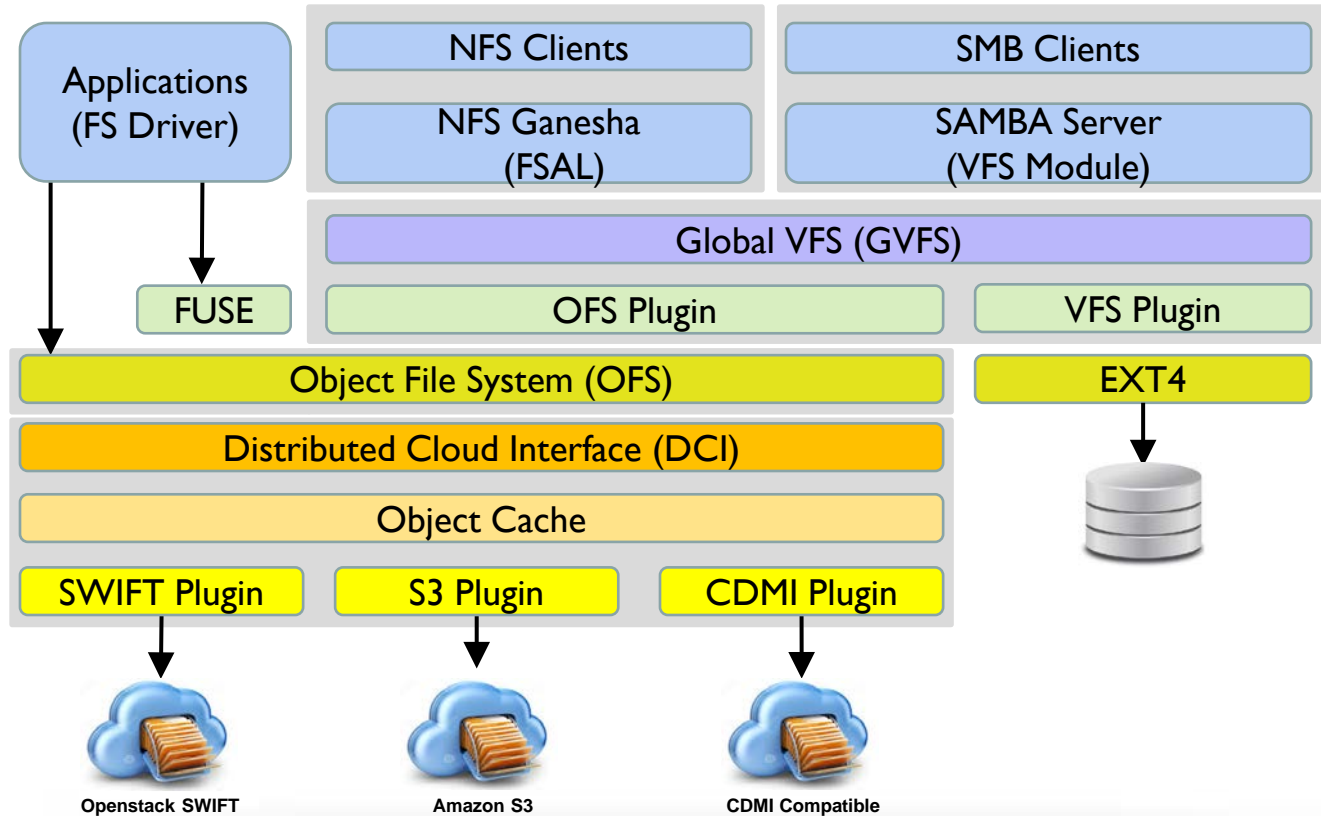 Applications
(FS Driver)
NFS Clients
SMB Clients
NFS Ganesha
(FSAL)
SAMBA Server
(VFS Module)
Global VFS (GVFS)
FUSE
OFS Plugin
VFS Plugin
Object File System (OFS)
EXT4
Distributed Cloud Interface (DCI)
Object Cache
SWIFT Plugin
S3 Plugin
CDMI Plugin
Openstack SWIFT
Amazon S3
CDMI Compatible